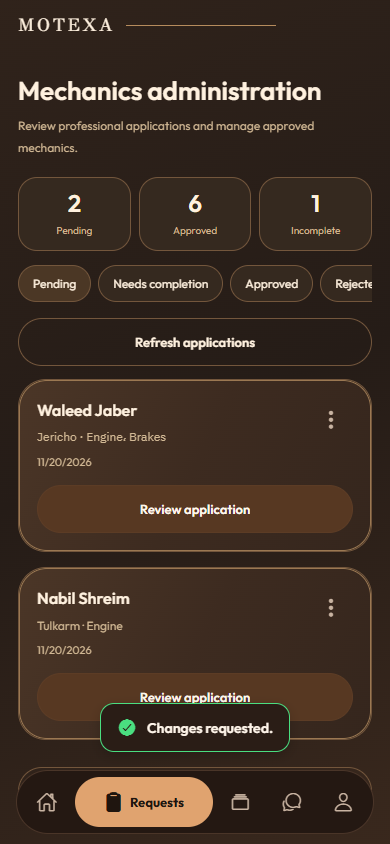 MOTEXA
Mechanics administration
Review professional applications and manage approved
mechanics.
2
6
1
Pending
Approved
Incomplete
Pending
Needs completion
Approved
Rejecte
Refresh applications
Waleed Jaber
Jericho · Engine, Brakes
11/20/2026
Review application
Nabil Shreim
Tulkarm · Engine
11/20/2026
Review application
Changes requested.
Requests